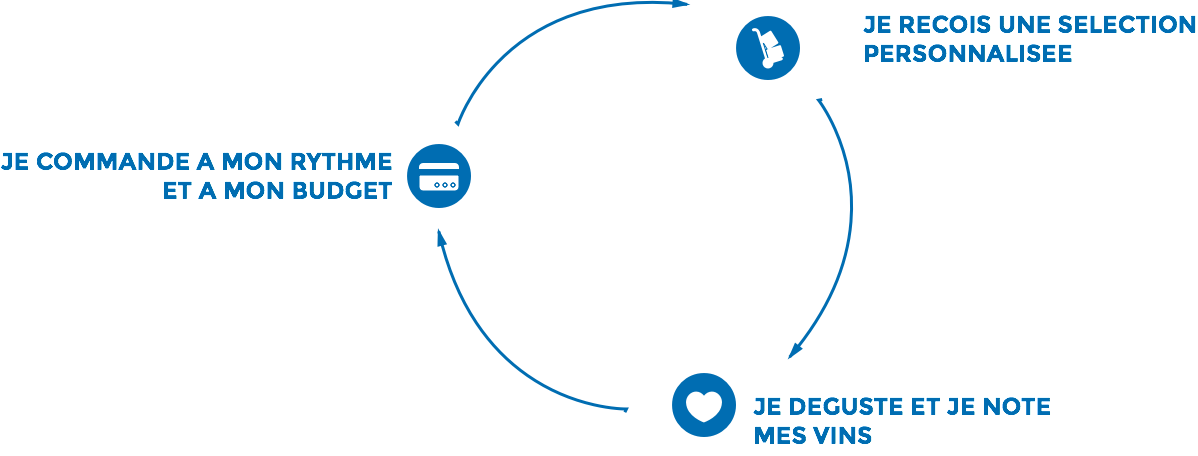 JE RECOIS UNE SELECTION
PERSONNALISEE
JE COMMANDE A MON RYTHME
ET A MON BUDGET
JE DEGUSTE ET JE NOTE
MES VINS